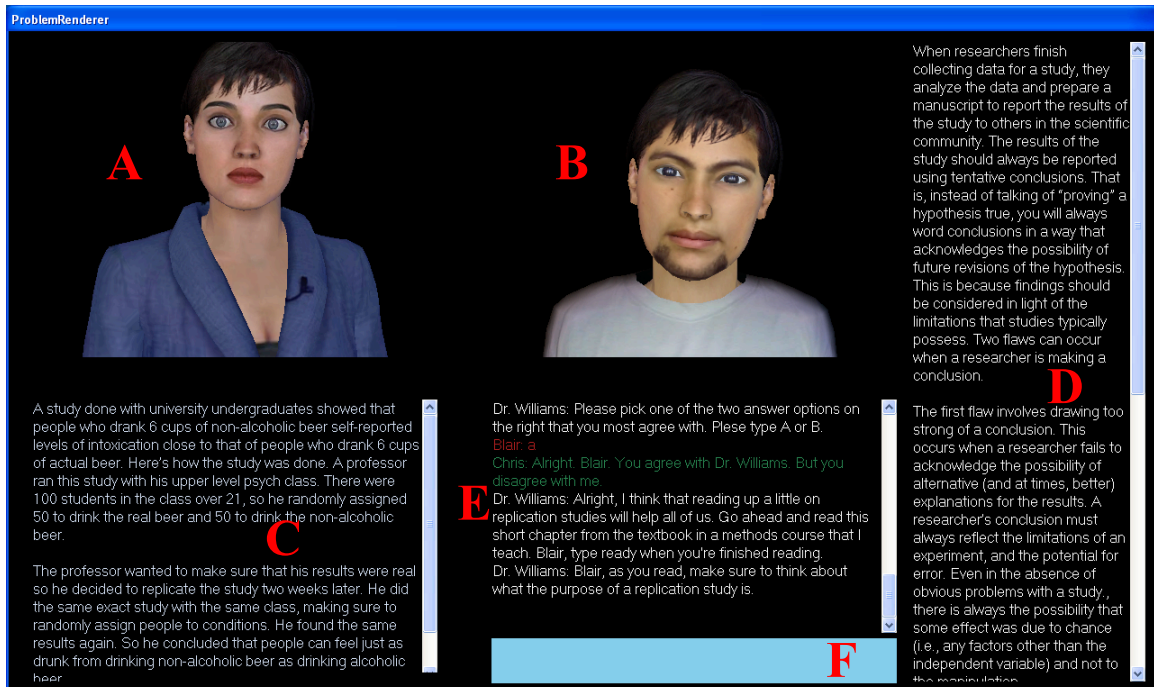 ProblemRenderer
A
B
A study done with university undergraduates showed that
people who drank 6 cups of non-alcoholic beer self-reported
levels of intoxication close to that of people who drank 6 cups
of actual beer. Here's how the study was done. A professor
ran this study with his upper level psych class. There were
100 students in the class over 21, so he randomly assigned
50 to drink the real beer and 50 to drink the non-alcoholic
beer.
C
The professor wanted to make sure that his results were real
so he decided to replicate the study two weeks later. He did
the same exact study with the same class, making sure to
randomly assign people to conditions. He found the same
results again. So he concluded that people can feel just as
drunk from drinking non-alcoholic beer as drinking alcoholic
beer
Dr. Williams: Please pick one of the two answer options on
the right that you most agree with. Plese type A or B.
Blair: a
Chris: Alright. Blair. You agree with Dr. Williams. But you
disagree with me.
E
Dr. Williams: Alright, I think that reading up a little on
replication studies will help all of us. Go ahead and read this
short chapter from the textbook in a methods course that I
teach. Blair, type ready when you're finished reading.
Dr. Williams: Blair, as you read, make sure to think about
what the purpose of a replication study is.
F
When researchers finish
collecting data for a study, they
analyze the data and prepare a
manuscript to report the results of
the study to others in the scientific
community. The results of the
study should always be reported
using tentative conclusions. That
is, instead of talking of “proving” a
hypothesis true, you will always
word conclusions in a way that
acknowledges the possibility of
future revisions of the hypothesis.
This is because findings should
be considered in light of the
limitations that studies typically
possess. Two flaws can occur
when a researcher is making a
conclusion.
D
The first flaw involves drawing too
strong of a conclusion. This
occurs when a researcher fails to
acknowledge the possibility of
alternative (and at times, better)
explanations for the results. A
researcher's conclusion must
always reflect the limitations of an
experiment, and the potential for
error. Even in the absence of
obvious problems with a study.,
there is always the possibility that
some effect was due to chance
(i.e., any factors other than the
independent variable) and not to
the manipulation